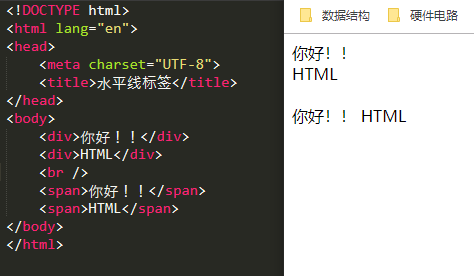 <!DOCTYPE html>
<html lang="en">
<head>
    <meta charset="UTF-8">
    <title>水平线标签</title>
</head>
<body>
    <div>你好！！</div>
    <div>HTML</div>
    <br />
    <span>你好！！</span>
    <span>HTML</span>
</body>
</html>
数据结构 硬件电路
你好！！
HTML
你好！！ HTML